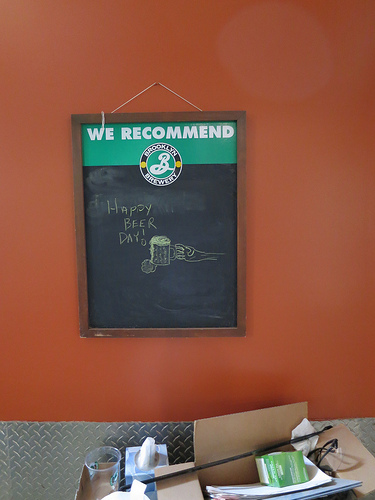 WE RECOMMEND
BROOKLYN
B
BREWERY
HAPPY
BEER
DAY!